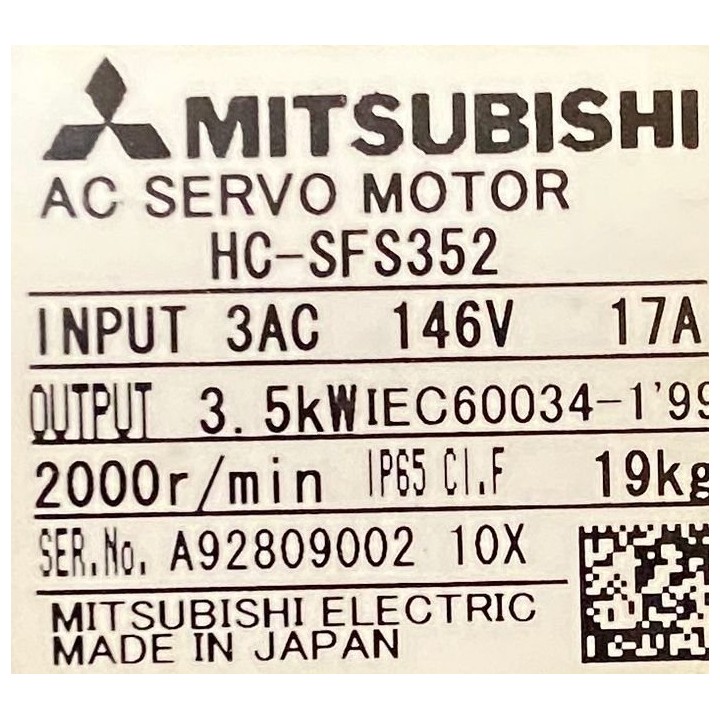 MITSUBISHI
AC SERVO MOTOR
HC-SFS352
INPUT 3AC 146V 17A
OUTPUT 3.5kW IEC60034-1'99
2000r/min IP65 Cl.F 19kg
SER.No. A92809002 10X
MITSUBISHI ELECTRIC
MADE IN JAPAN